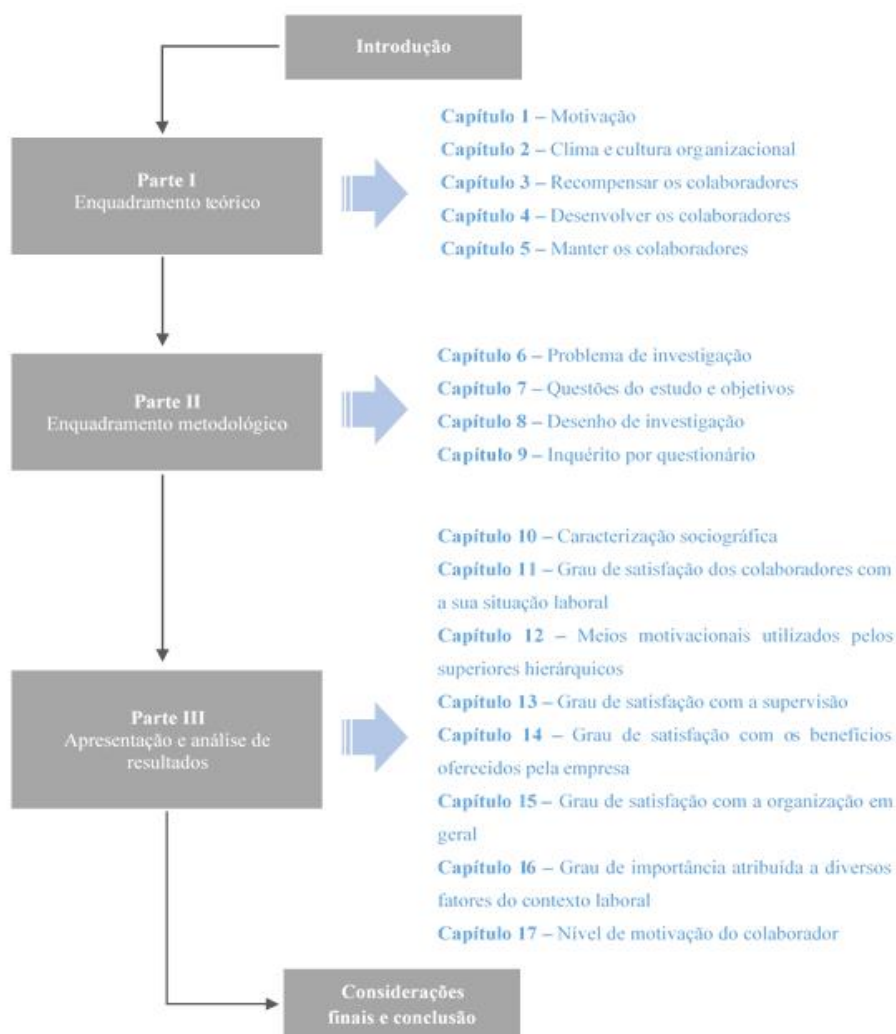 Introdução
Parte I
Enquadramento teórico
Capítulo 1 – Motivação
Capítulo 2 – Clima e cultura organizacional
Capítulo 3 – Recompensar os colaboradores
Capítulo 4 – Desenvolver os colaboradores
Capítulo 5 – Manter os colaboradores
Parte II
Enquadramento metodológico
Capítulo 6 – Problema de investigação
Capítulo 7 – Questões do estudo e objetivos
Capítulo 8 – Desenho de investigação
Capítulo 9 – Inquérito por questionário
Parte III
Apresentação e análise de
resultados
Capítulo 10 – Caracterização sociográfica
Capítulo 11 – Grau de satisfação dos colaboradores com
a sua situação laboral
Capítulo 12 – Meios motivacionais utilizados pelos
superiores hierárquicos
Capítulo 13 – Grau de satisfação com a supervisão
Capítulo 14 – Grau de satisfação com os benefícios
oferecidos pela empresa
Capítulo 15 – Grau de satisfação com a organização em
geral
Capítulo 16 – Grau de importância atribuída a diversos
fatores do contexto laboral
Capítulo 17 – Nível de motivação do colaborador
Considerações
finais e conclusão